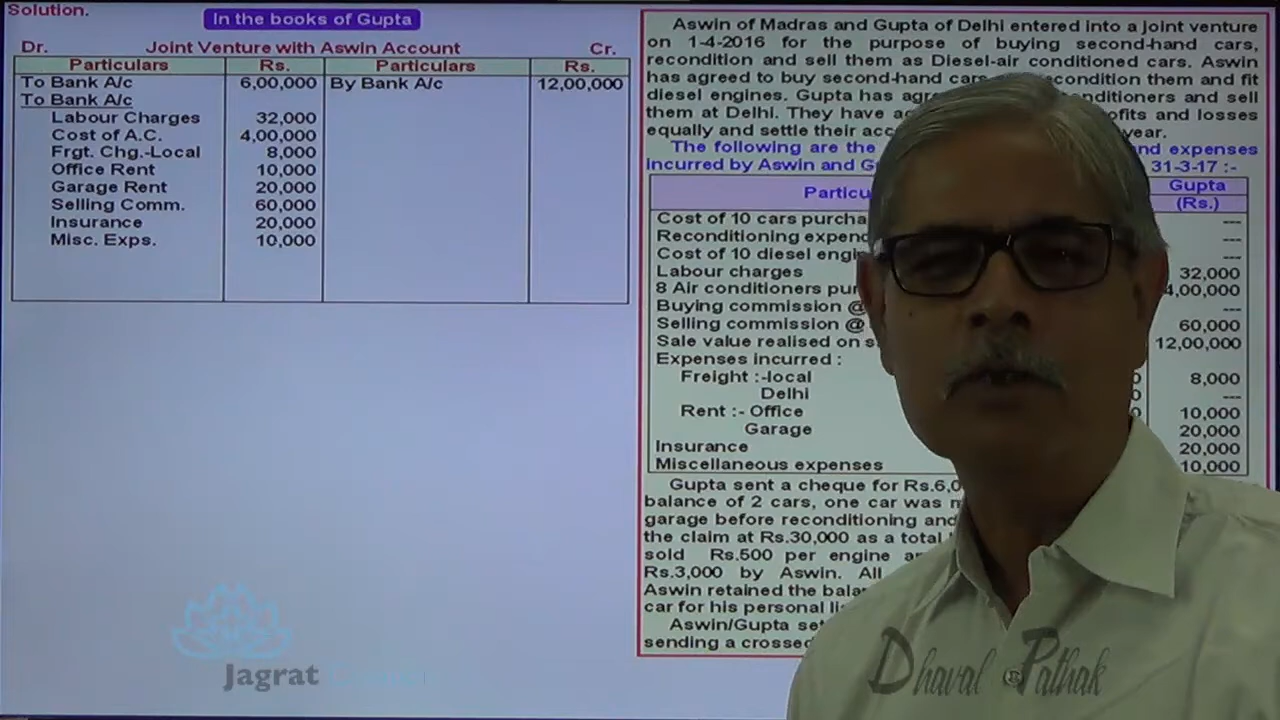 Solution.
In the books of Gupta
Dr. Joint Venture with Aswin Account Cr.
Particulars Rs. Particulars Rs.
To Bank A/c 6,00,000 By Bank A/c 12,00,000
To Bank A/c
Labour Charges 32,000
Cost of A.C. 4,00,000
Frgt. Chg.-Local 8,000
Office Rent 10,000
Garage Rent 20,000
Selling Comm. 60,000
Insurance 20,000
Misc. Exps. 10,000
Aswin of Madras and Gupta of Delhi entered into a joint venture
on 1-4-2016 for the purpose of buying second-hand cars,
recondition and sell them as Diesel-air conditioned cars. Aswin
has agreed to buy second-hand cars recondition them and fit
diesel engines. Gupta has nditioners and sell
them at Delhi. They have ofits and losses
equally and settle their year.
The following are the and expenses
incurred by Aswin and 31-3-17 :-
Gupta
(Rs.)
Cost of 10 cars
Reconditioning
Cost of 10 diesel
Labour charges 32,000
8 Air conditioners 4,00,000
Buying commission @
Selling commission @ 60,000
Sale value realised on 12,00,000
Expenses incurred :
Freight :-local 8,000
Delhi ---
Rent :- Office 10,000
Garage 20,000
Insurance 20,000
Miscellaneous expenses 10,000
Gupta sent a cheque for
balance of 2 cars, one car was
garage before reconditioning and
the claim at Rs.30,000 as a total
sold Rs.500 per engine
Rs.3,000 by Aswin. All
Aswin retained the
car for his personal
Aswin/Gupta
sending a
Jagrat
Dhaval Pathak